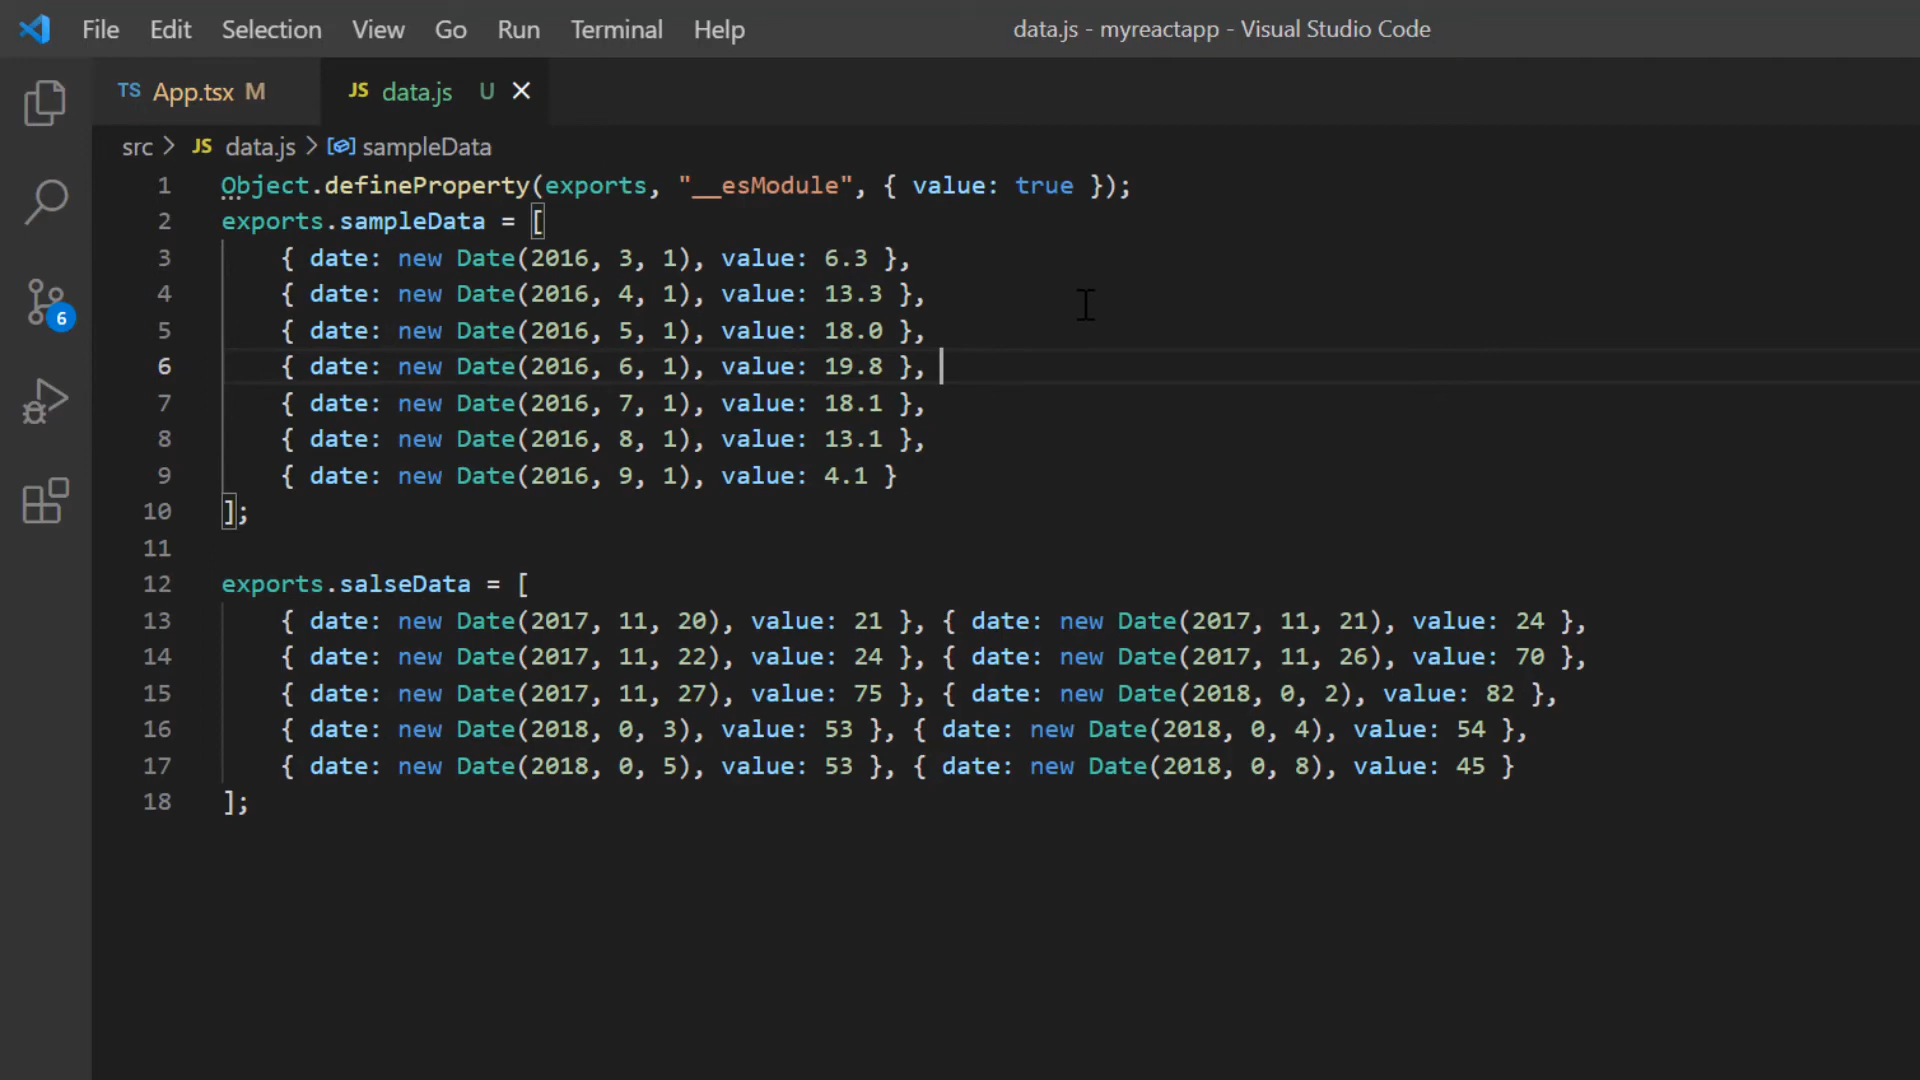 File Edit Selection View Go Run Terminal Help data.js - myreactapp - Visual Studio Code
TS App.tsx M JS data.js U
src > JS data.js > sampleData
1 Object.defineProperty(exports, "__esModule", { value: true });
2 exports.sampleData = [
3 { date: new Date(2016, 3, 1), value: 6.3 },
4 { date: new Date(2016, 4, 1), value: 13.3 },
5 { date: new Date(2016, 5, 1), value: 18.0 },
6 { date: new Date(2016, 6, 1), value: 19.8 },
7 { date: new Date(2016, 7, 1), value: 18.1 },
8 { date: new Date(2016, 8, 1), value: 13.1 },
9 { date: new Date(2016, 9, 1), value: 4.1 }
10 ];
11
12 exports.salseData = [
13 { date: new Date(2017, 11, 20), value: 21 }, { date: new Date(2017, 11, 21), value: 24 },
14 { date: new Date(2017, 11, 22), value: 24 }, { date: new Date(2017, 11, 26), value: 70 },
15 { date: new Date(2017, 11, 27), value: 75 }, { date: new Date(2018, 0, 2), value: 82 },
16 { date: new Date(2018, 0, 3), value: 53 }, { date: new Date(2018, 0, 4), value: 54 },
17 { date: new Date(2018, 0, 5), value: 53 }, { date: new Date(2018, 0, 8), value: 45 }
18 ];
6